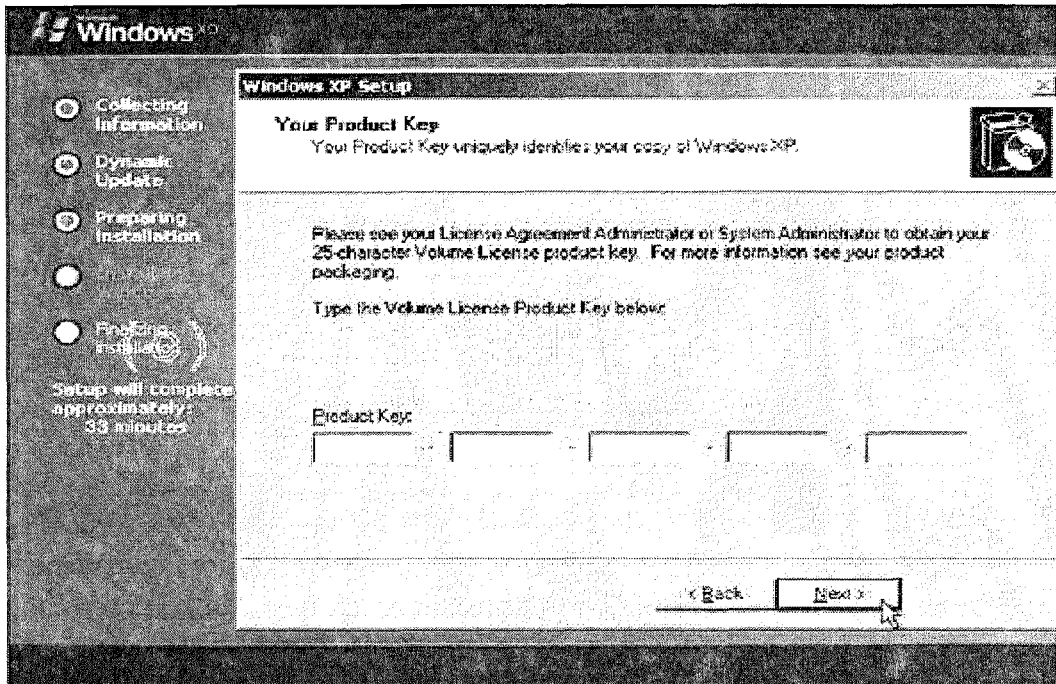 Windows xp
Collecting
Information
Dynamic
Update
Preparing
Installation
Finalizing
Installation
Setup will complete
approximately:
33 minutes
Windows XP Setup
Your Product Key
Your Product Key uniquely identifies your copy of Windows XP.
Please see your License Agreement Administrator or System Administrator to obtain your
25-character Volume License product key. For more information see your product
packaging.
Type the Volume License Product Key below:
Product Key:
- - - -
< Back
Next >